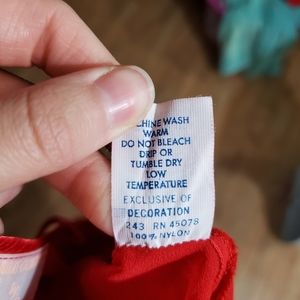 CHINE WASH
WARM
DO NOT BLEACH
DRIP OR
TUMBLE DRY
LOW
TEMPERATURE
EXCLUSIVE OF
DECORATION
243 RN 45078
100% NYLON